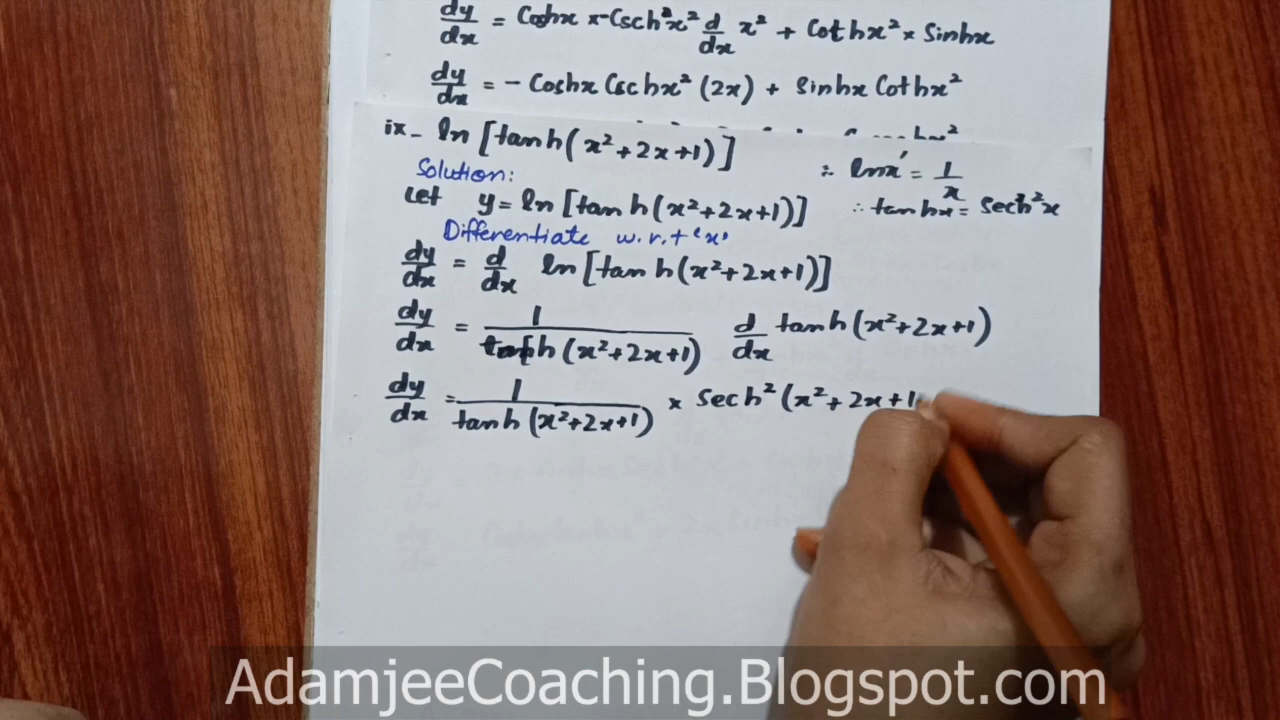 dy/dx = Coshx × -Csch²x² d/dx x² + Cothx² × Sinhx
dy/dx = - Coshx Cschx² (2x) + Sinhx Cothx²
ix- ln [tanh(x²+2x+1)]
∴ lnx' = 1/x
Solution:
Let y = ln [tanh(x²+2x+1)]
∴ tanhx = Sech²x
Differentiate w.r.t 'x'
dy/dx = d/dx ln [tanh(x²+2x+1)]
dy/dx = 1/tanh(x²+2x+1) d/dx tanh(x²+2x+1)
dy/dx = 1/tanh(x²+2x+1) × Sech²(x²+2x+1
AdamjeeCoaching.Blogspot.com